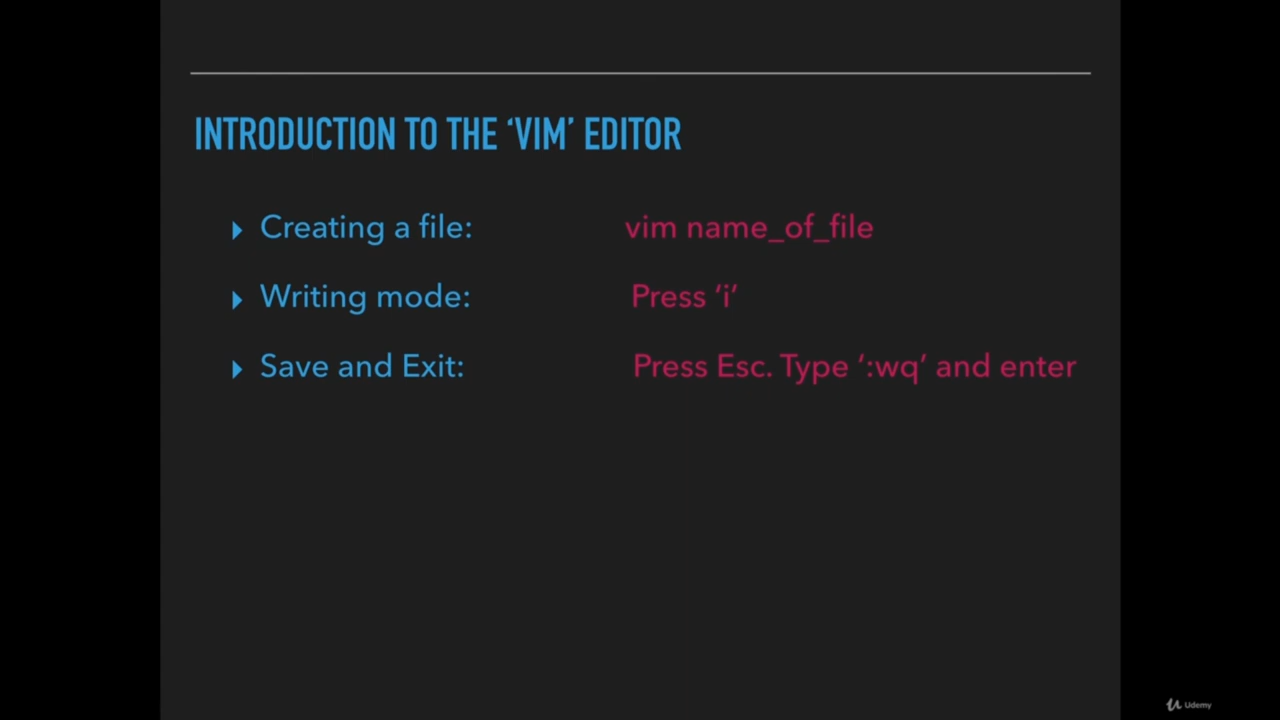 INTRODUCTION TO THE ‘VIM’ EDITOR
Creating a file: vim name_of_file
Writing mode: Press ‘i’
Save and Exit: Press Esc. Type ‘:wq’ and enter
Udemy